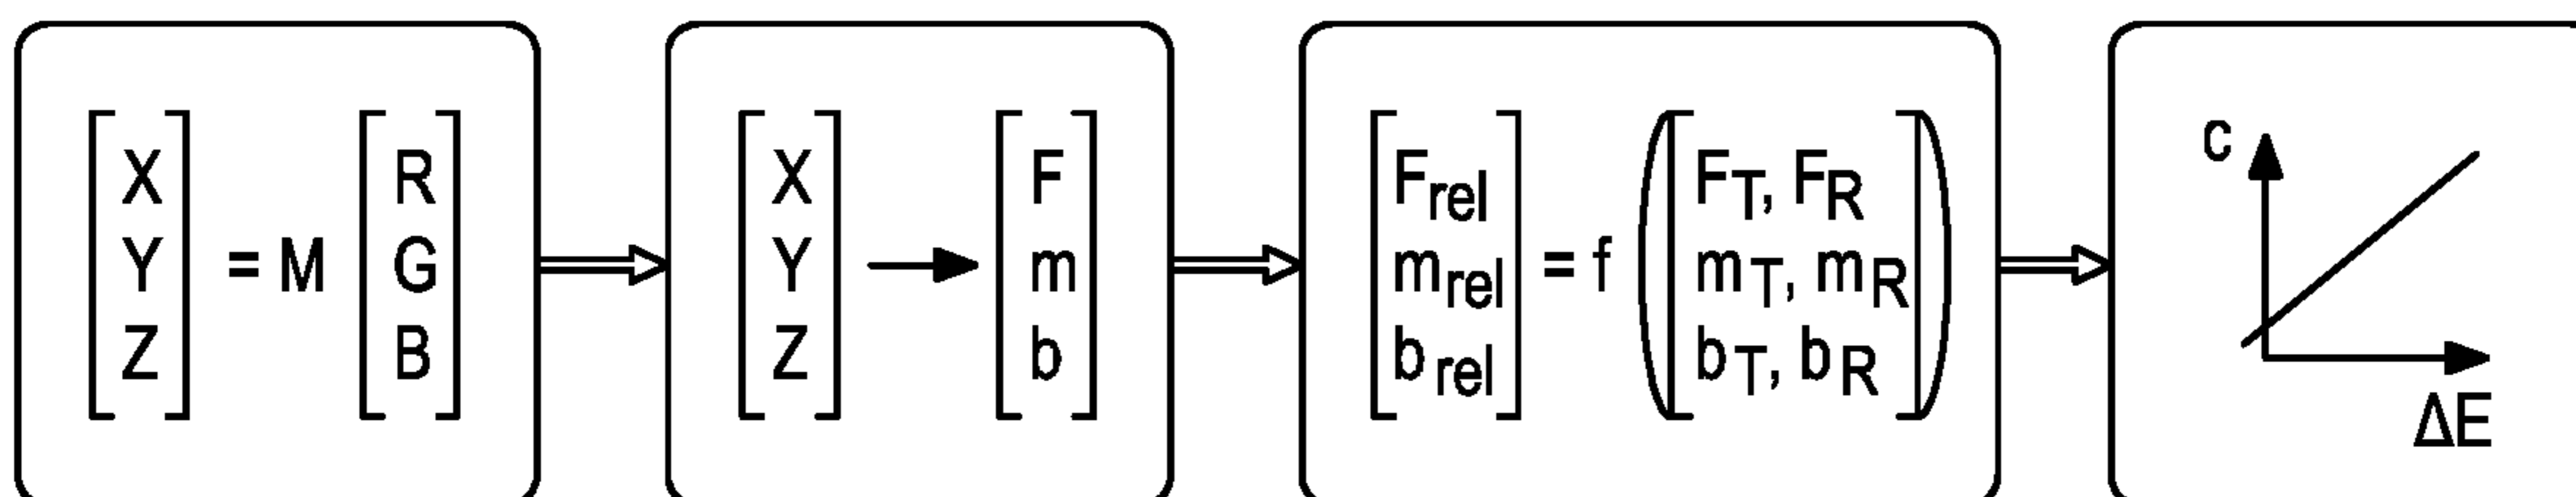 X R X F F_rel F_T, F_R c
Y = M G Y m m_rel = f m_T, m_R
Z B Z b b_rel b_T, b_R
ΔE